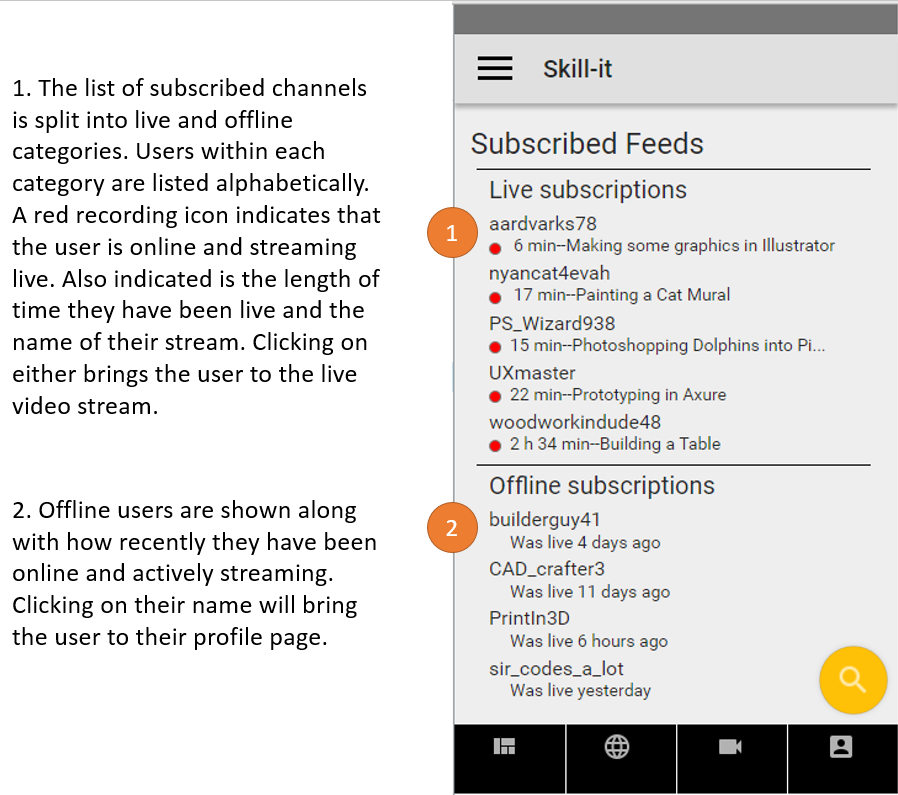 1. The list of subscribed channels
is split into live and offline
categories. Users within each
category are listed alphabetically.
A red recording icon indicates that
the user is online and streaming
live. Also indicated is the length of
time they have been live and the
name of their stream. Clicking on
either brings the user to the live
video stream.
2. Offline users are shown along
with how recently they have been
online and actively streaming.
Clicking on their name will bring
the user to their profile page.
Skill-it
Subscribed Feeds
Live subscriptions
1
aardvarks78
6 min--Making some graphics in Illustrator
nyancat4evah
17 min--Painting a Cat Mural
PS_Wizard938
15 min--Photoshopping Dolphins into Pi...
UXmaster
22 min--Prototyping in Axure
woodworkindude48
2 h 34 min--Building a Table
Offline subscriptions
2
builderguy41
Was live 4 days ago
CAD_crafter3
Was live 11 days ago
PrintIn3D
Was live 6 hours ago
sir_codes_a_lot
Was live yesterday